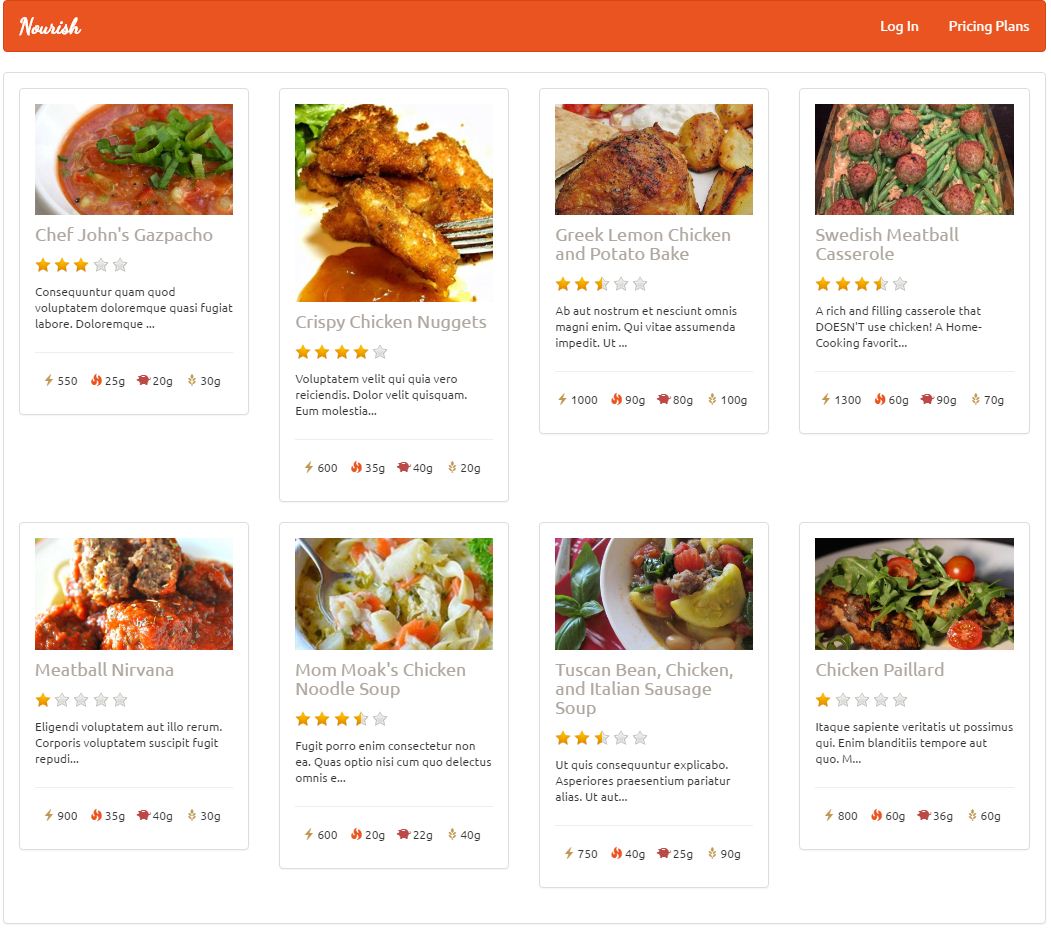 Nourish
Log In
Pricing Plans
Chef John's Gazpacho
Consequuntur quam quod
voluptatem doloremque quasi fugiat
labore. Doloremque ...
550 25g 20g 30g
Crispy Chicken Nuggets
Voluptatem velit qui quia vero
reiciendis. Dolor velit quisquam.
Eum molestia...
600 35g 40g 20g
Greek Lemon Chicken
and Potato Bake
Ab aut nostrum et nesciunt omnis
magni enim. Qui vitae assumenda
impedit. Ut ...
1000 90g 80g 100g
Swedish Meatball
Casserole
A rich and filling casserole that
DOESN'T use chicken! A Home-
Cooking favorit...
1300 60g 90g 70g
Meatball Nirvana
Eligendi voluptatem aut illo rerum.
Corporis voluptatem suscipit fugit
repudi...
900 35g 40g 30g
Mom Moak's Chicken
Noodle Soup
Fugit porro enim consectetur non
ea. Quas optio nisi cum quo delectus
omnis e...
600 20g 22g 40g
Tuscan Bean, Chicken,
and Italian Sausage
Soup
Ut quis consequuntur explicabo.
Asperiores praesentium pariatur
alias. Ut aut...
750 40g 25g 90g
Chicken Paillard
Itaque sapiente veritatis ut possimus
qui. Enim blanditiis tempore aut
quo. M...
800 60g 36g 60g